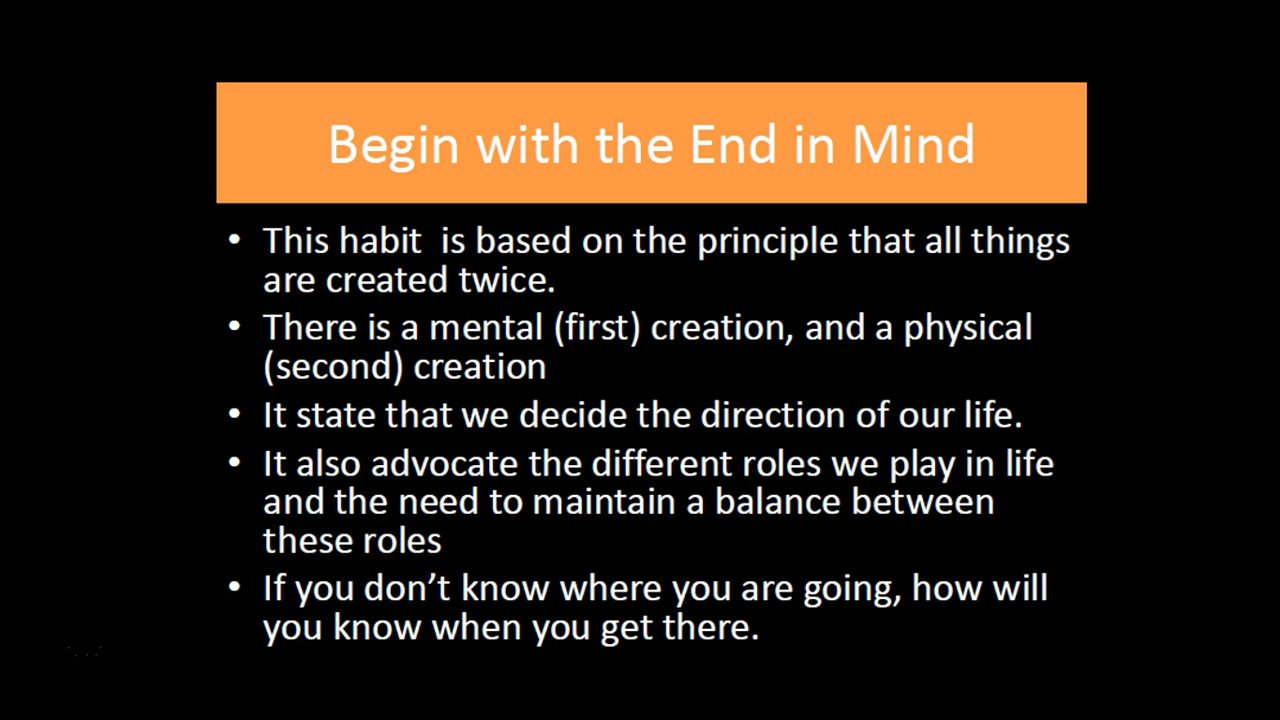 Begin with the End in Mind
• This habit  is based on the principle that all things
are created twice.
• There is a mental (first) creation, and a physical
(second) creation
• It state that we decide the direction of our life.
• It also advocate the different roles we play in life
and the need to maintain a balance between
these roles
• If you don’t know where you are going, how will
you know when you get there.